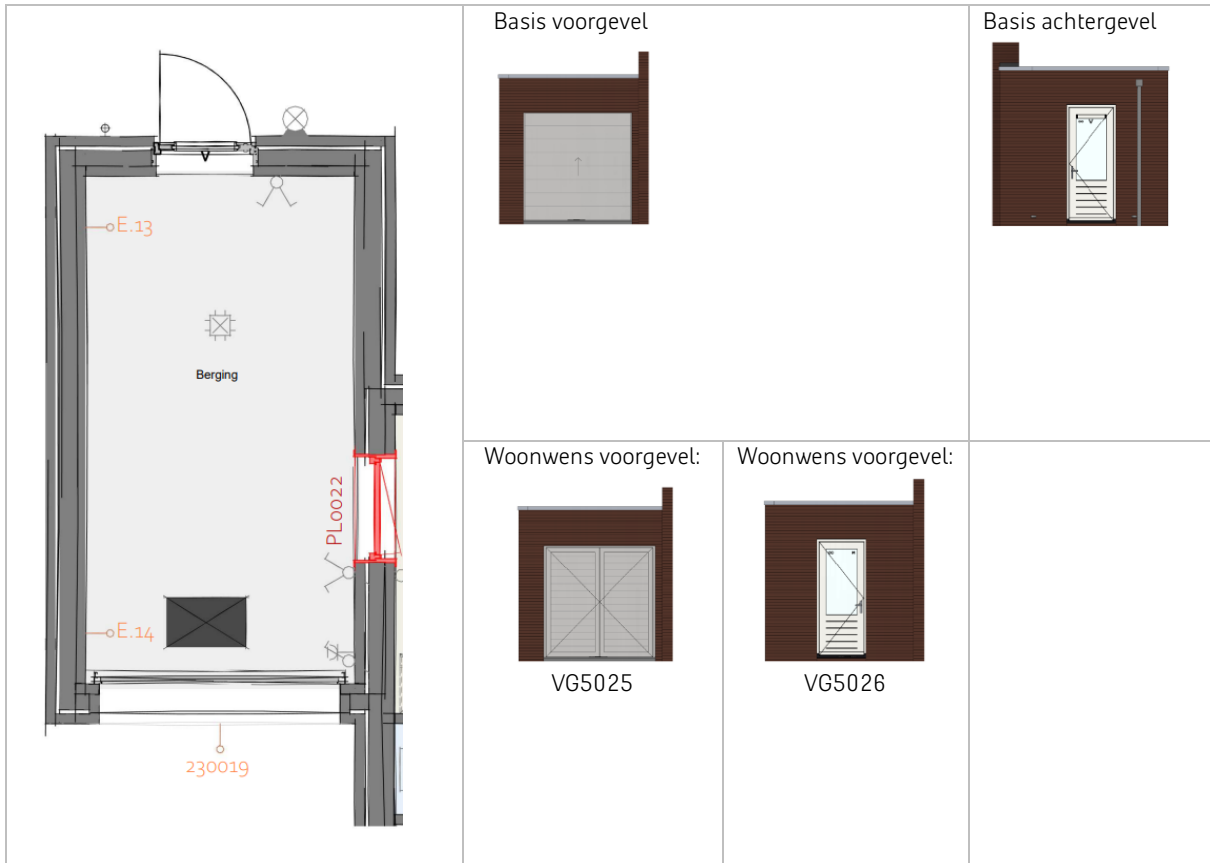 Basis voorgevel
Basis achtergevel
V
E.13
Berging
PL0022
E.14
230019
Woonwens voorgevel:
Woonwens voorgevel:
VG5025
VG5026